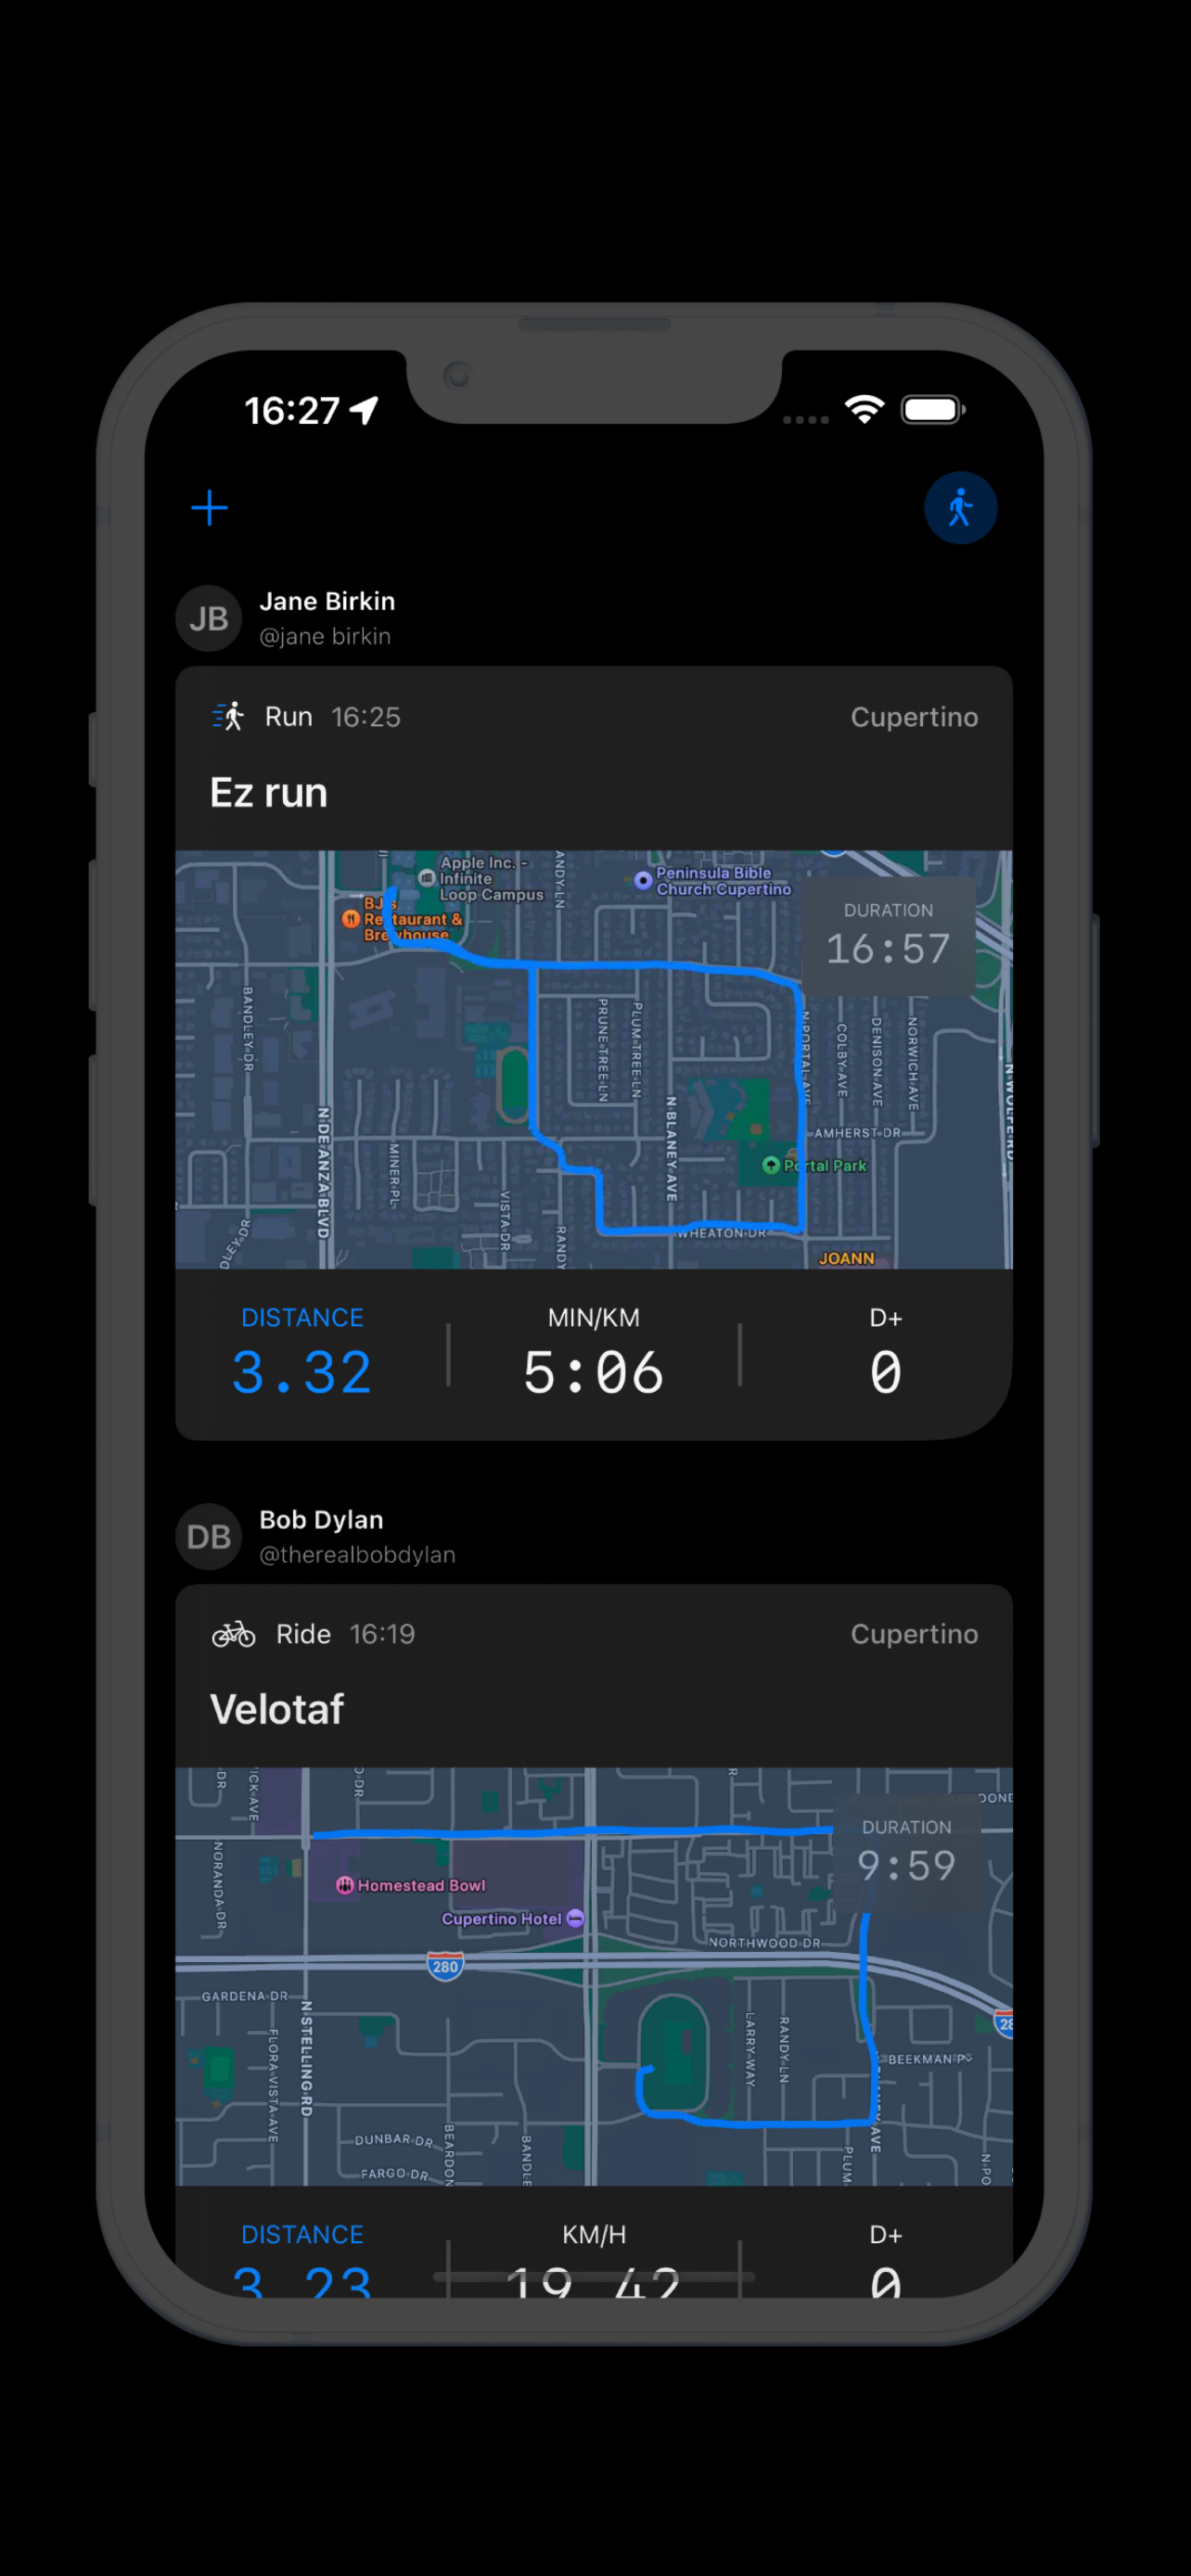 16:27
JB
Jane Birkin
@jane birkin
Run 16:25 Cupertino
Ez run
Apple Inc. -
Infinite
Loop Campus
Peninsula Bible
Church Cupertino
BJ's
Restaurant &
Brewhouse
DURATION
16:57
BANDLEY DR
N DE ANZA BLVD
MINER PL
VISTA DR
PRUNE TREE LN
PLUM TREE LN
N BLANEY AVE
N PORTAL AVE
COLBY AVE
DENISON AVE
NORWICH AVE
N WOLFE RD
AMHERST DR
Portal Park
RANDY
WHEATON DR
JOANN
DISTANCE MIN/KM D+
3.32 5:06 0
DB
Bob Dylan
@therealbobdylan
Ride 16:19 Cupertino
Velotaf
DURATION
9:59
NORANDA DR
Homestead Bowl
Cupertino Hotel
NORTHWOOD DR
280
GARDENA DR
28
FLORA VISTA AVE
N STELLING RD
LARRY WAY
RANDY LN
BEEKMAN P
AVE
DUNBAR DR
FARGO DR
BEARDON
BANDLE
PLUM
N PO
DISTANCE KM/H D+
3.23 19.42 0